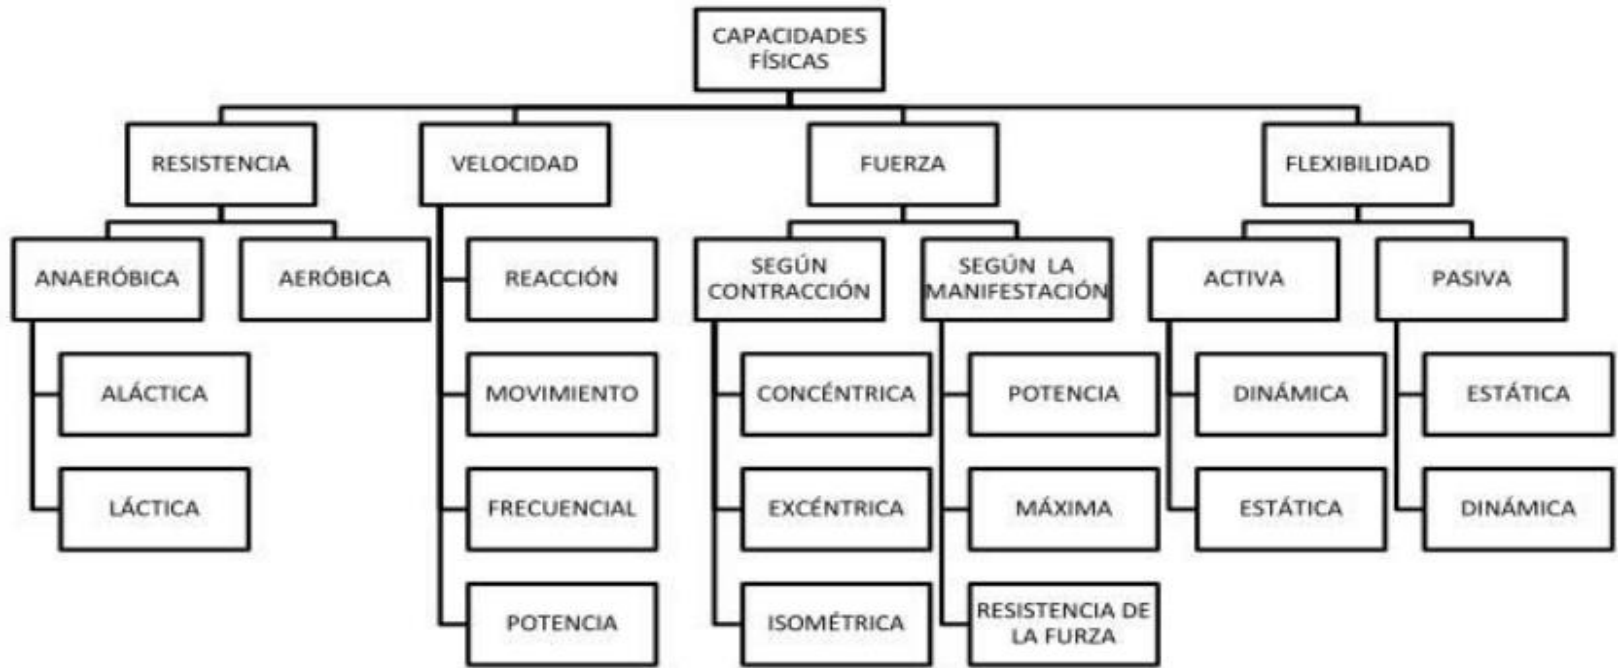 CAPACIDADES
FÍSICAS
RESISTENCIA
VELOCIDAD
FUERZA
FLEXIBILIDAD
ANAERÓBICA
AERÓBICA
REACCIÓN
SEGÚN
CONTRACCIÓN
SEGÚN LA
MANIFESTACIÓN
ACTIVA
PASIVA
ALÁCTICA
MOVIMIENTO
CONCÉNTRICA
POTENCIA
DINÁMICA
ESTÁTICA
LÁCTICA
FRECUENCIAL
EXCÉNTRICA
MÁXIMA
ESTÁTICA
DINÁMICA
POTENCIA
ISOMÉTRICA
RESISTENCIA DE
LA FURZA